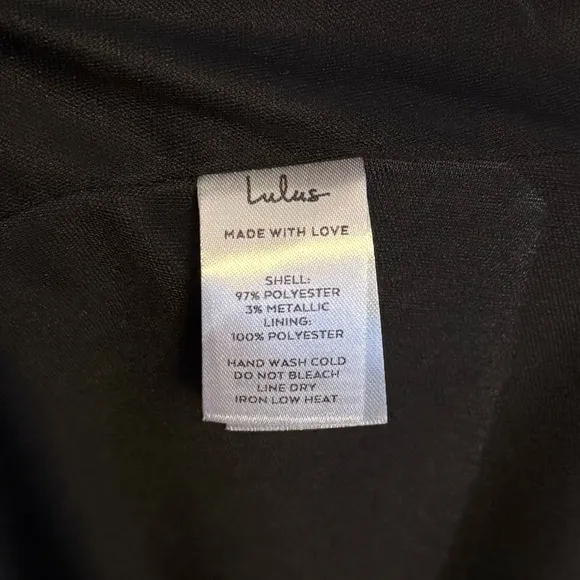 Lulus
MADE WITH LOVE
SHELL:
97% POLYESTER
3% METALLIC
LINING:
100% POLYESTER
HAND WASH COLD
DO NOT BLEACH
LINE DRY
IRON LOW HEAT